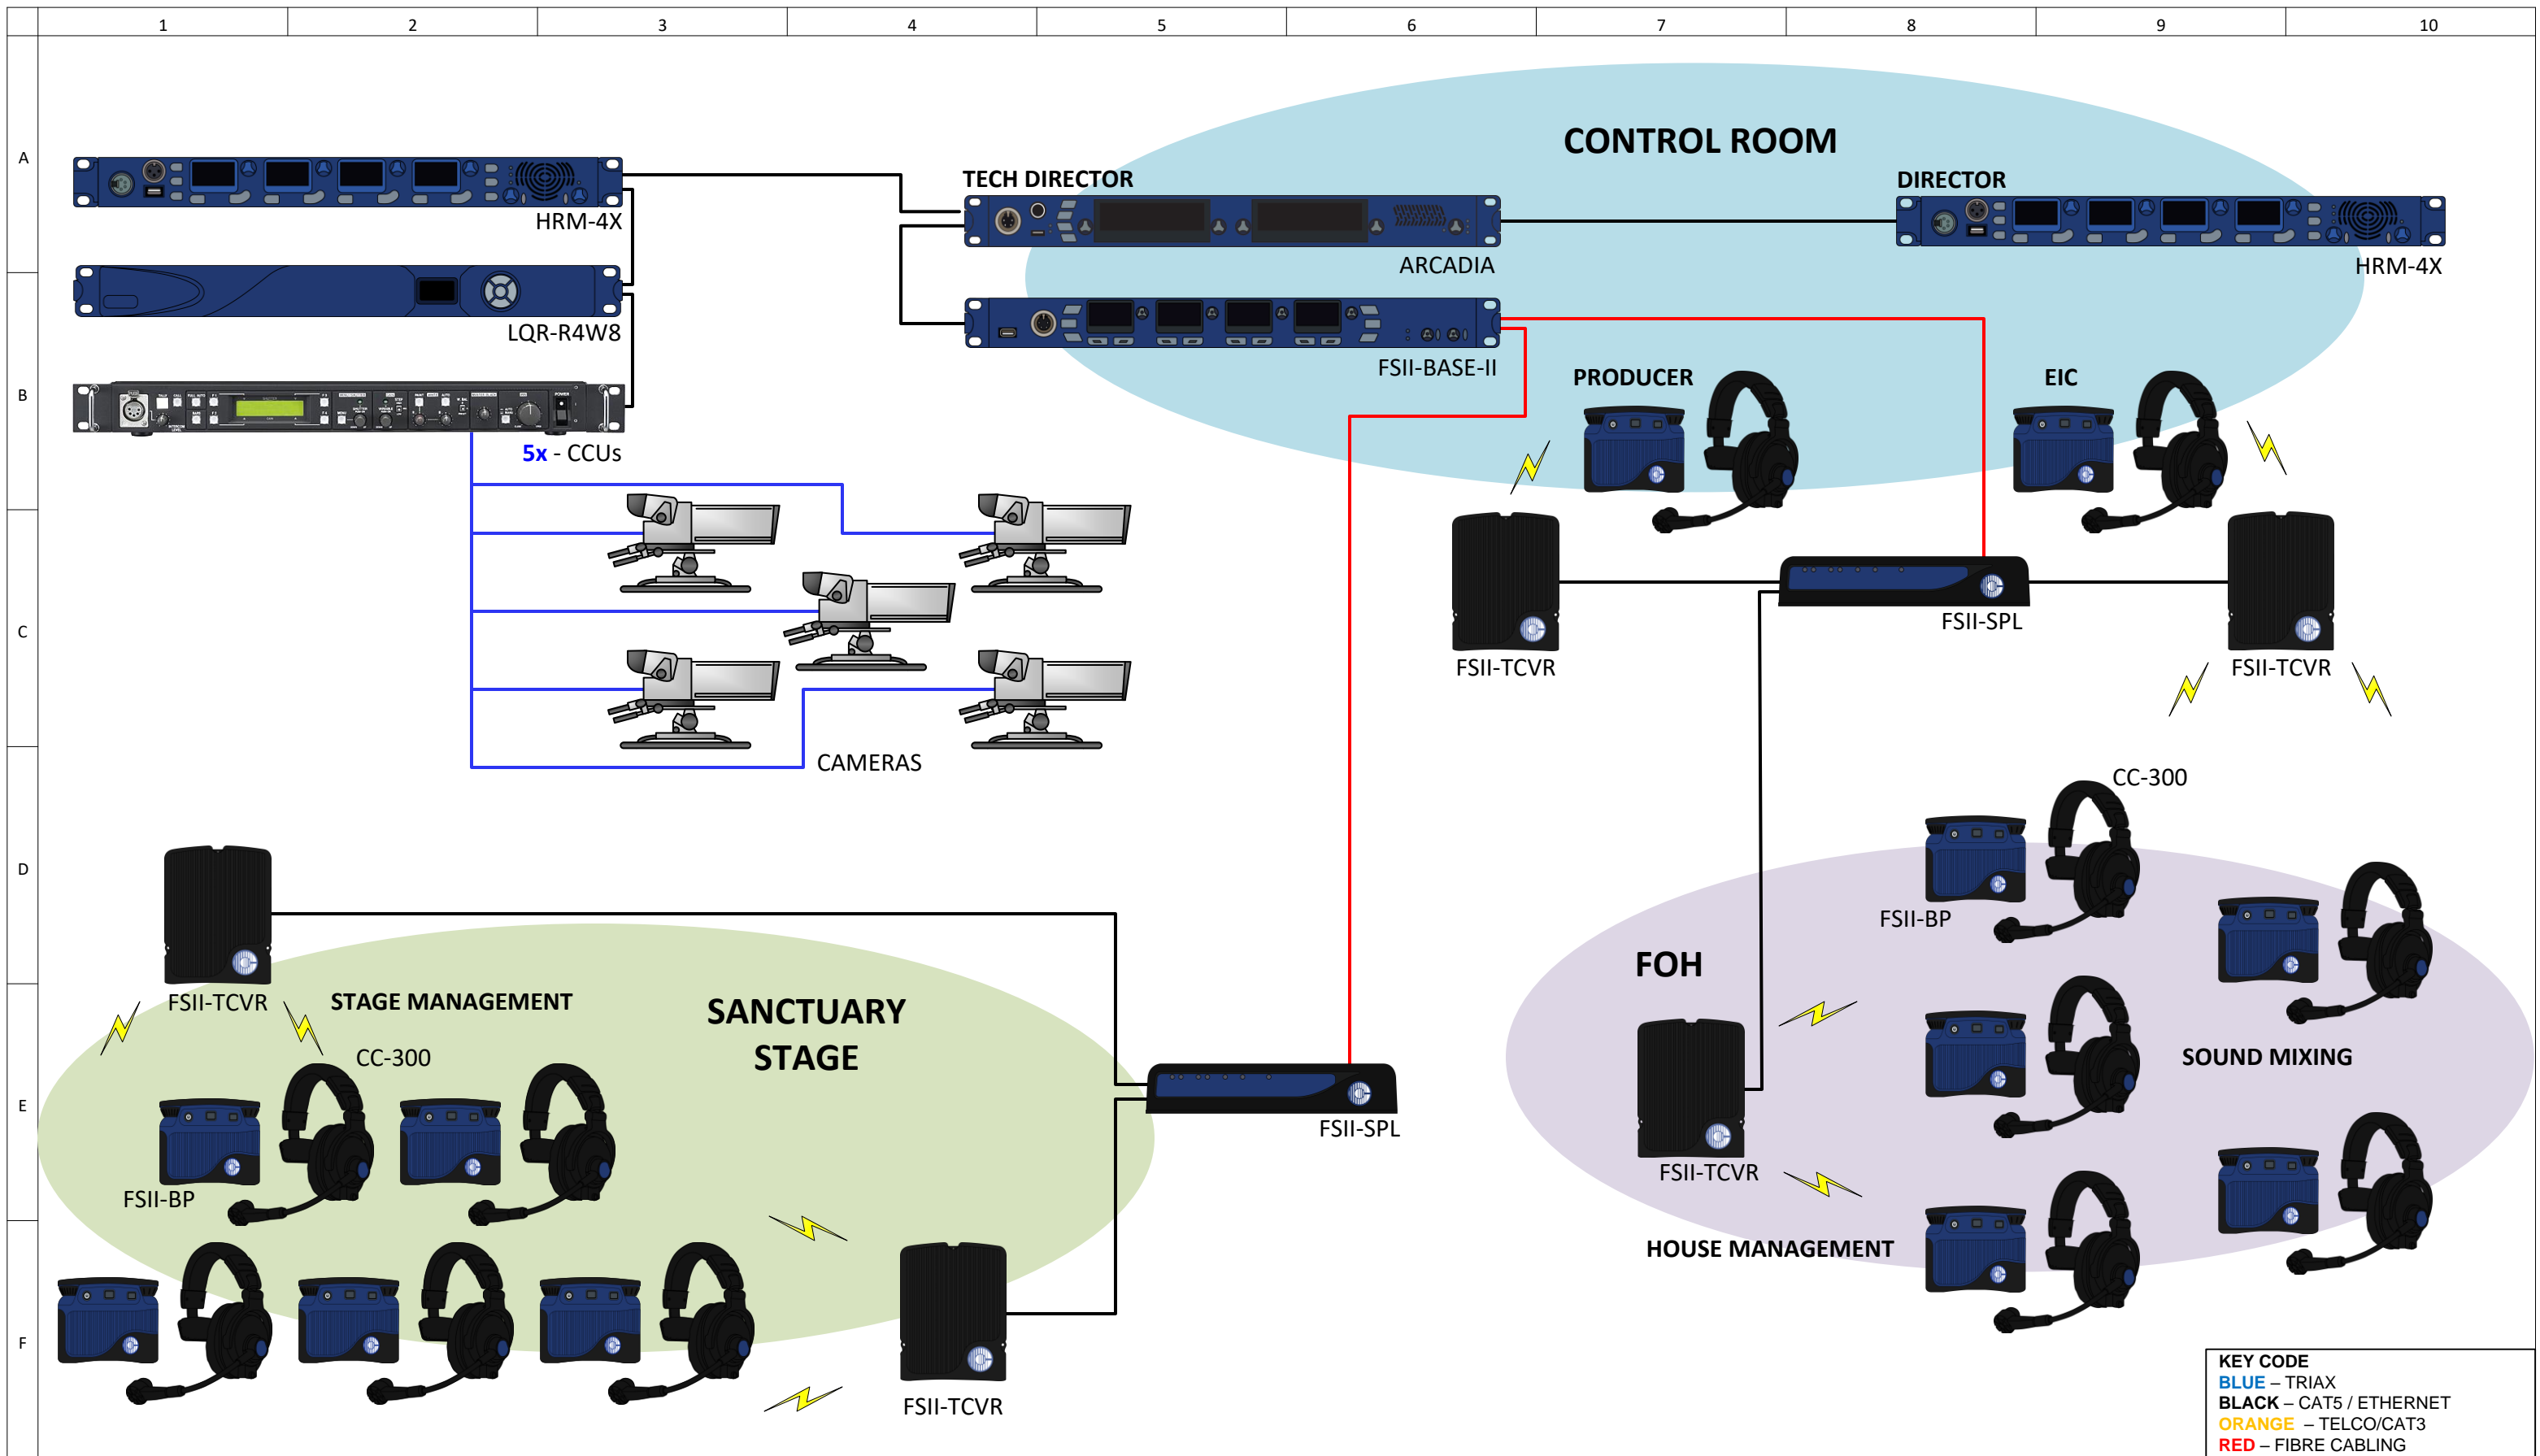 1 2 3 4 5 6 7 8 9 10
A
CONTROL ROOM
TECH DIRECTOR
DIRECTOR
HRM-4X
ARCADIA
HRM-4X
LQR-R4W8
FSII-BASE-II
B
PRODUCER
EIC
5x - CCUs
C
FSII-SPL
FSII-TCVR
FSII-TCVR
CAMERAS
CC-300
D
FSII-BP
FOH
FSII-TCVR
STAGE MANAGEMENT
SANCTUARY
STAGE
CC-300
SOUND MIXING
E
FSII-SPL
FSII-TCVR
FSII-BP
HOUSE MANAGEMENT
F
FSII-TCVR
KEY CODE
BLUE – TRIAX
BLACK – CAT5 / ETHERNET
ORANGE – TELCO/CAT3
RED – FIBRE CABLING